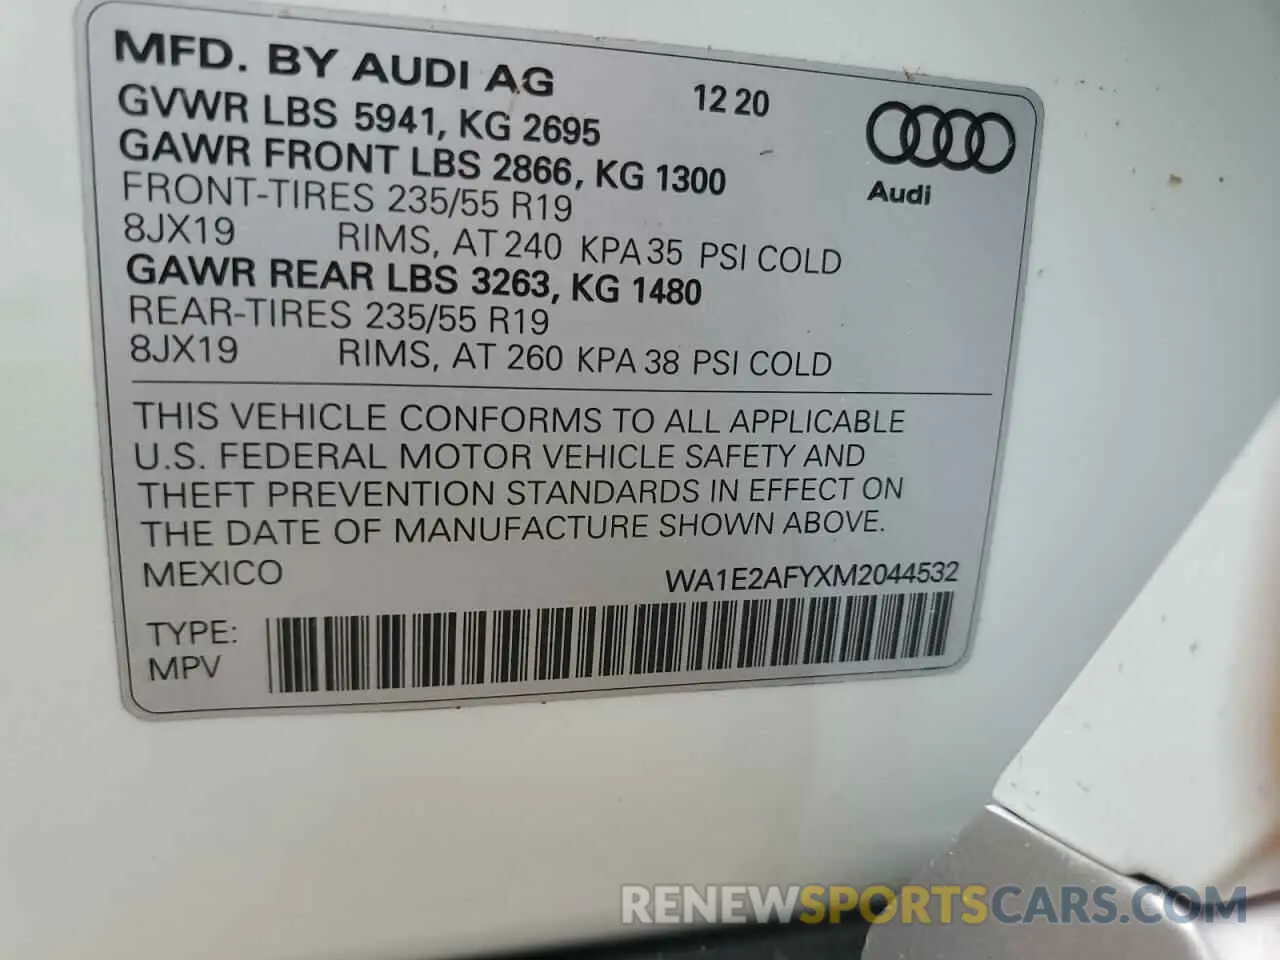 MFD. BY AUDI AG 12 20
GVWR LBS 5941, KG 2695
GAWR FRONT LBS 2866, KG 1300
FRONT-TIRES 235/55 R19
8JX19 RIMS, AT 240 KPA 35 PSI COLD
GAWR REAR LBS 3263, KG 1480
REAR-TIRES 235/55 R19
8JX19 RIMS, AT 260 KPA 38 PSI COLD
Audi
THIS VEHICLE CONFORMS TO ALL APPLICABLE
U.S. FEDERAL MOTOR VEHICLE SAFETY AND
THEFT PREVENTION STANDARDS IN EFFECT ON
THE DATE OF MANUFACTURE SHOWN ABOVE.
MEXICO WA1E2AFYXM2044532
TYPE:
MPV
RENEWSPORTSCARS.COM